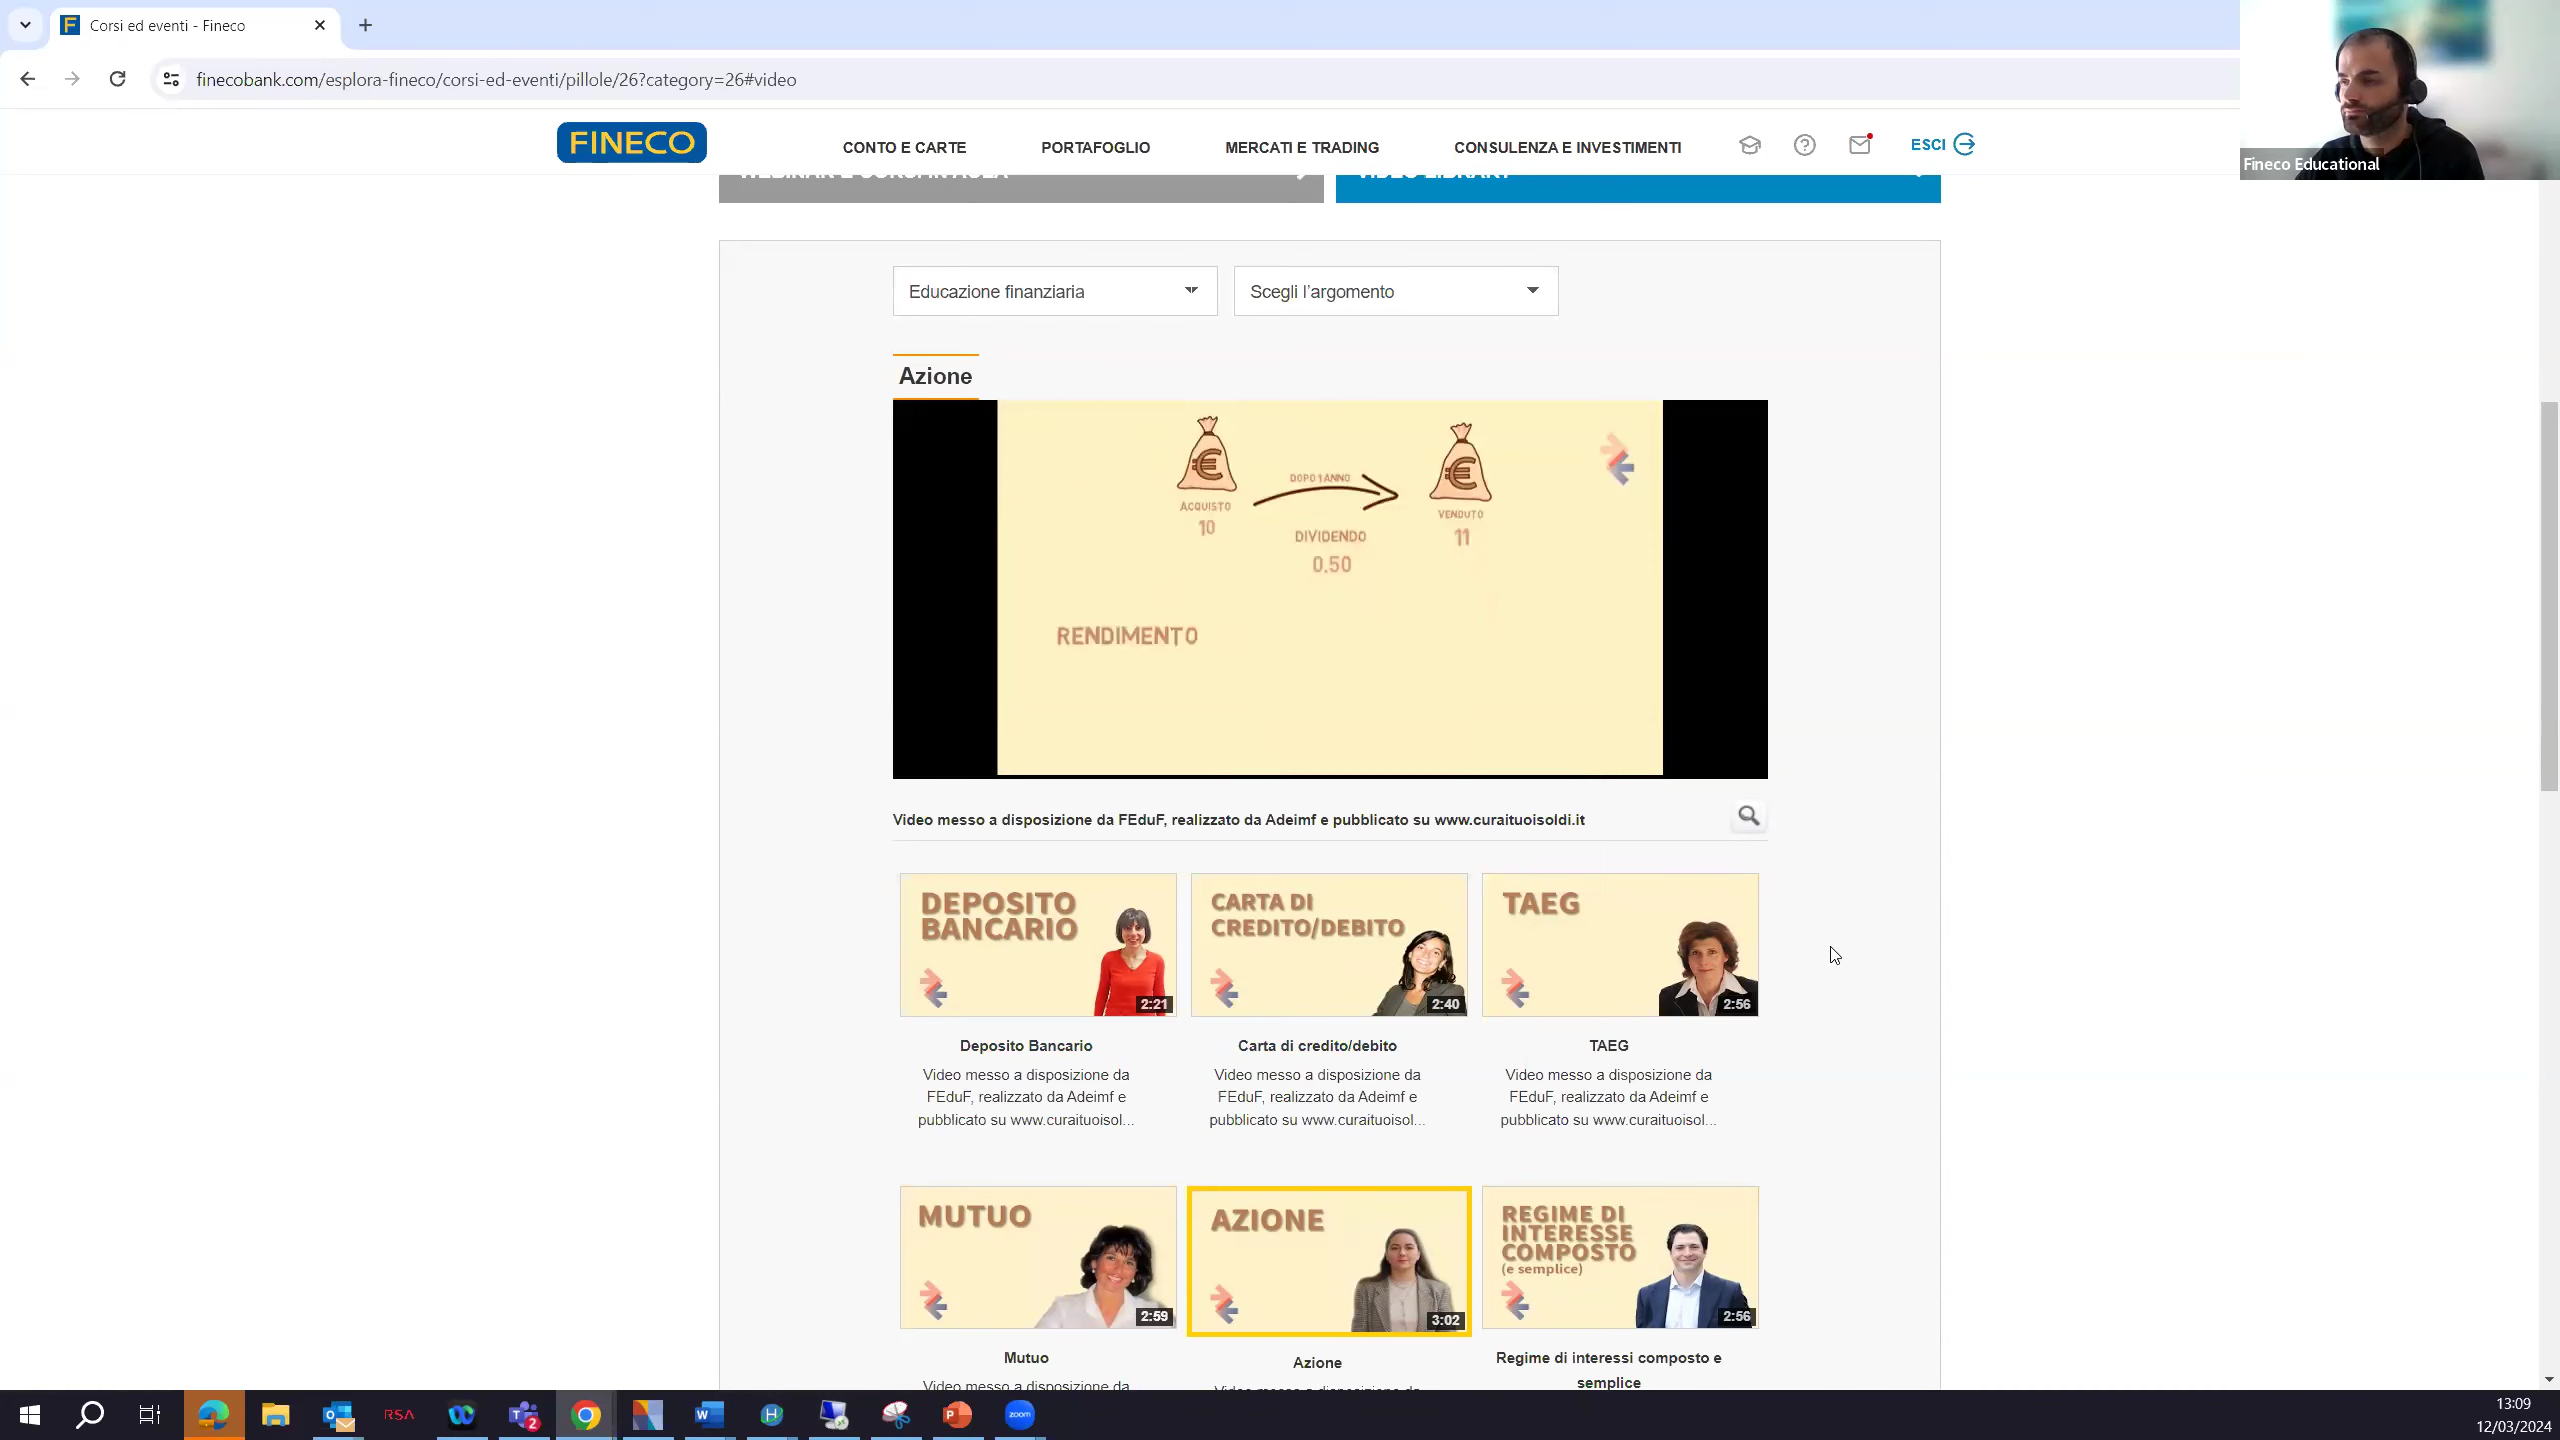 Corsi ed eventi - Fineco
finecobank.com/esplora-fineco/corsi-ed-eventi/pillole/26?category=26#video
FINECO
CONTO E CARTE
PORTAFOGLIO
MERCATI E TRADING
CONSULENZA E INVESTIMENTI
ESCI
Fineco Educational
Educazione finanziaria
Scegli l'argomento
Azione
ACQUISTO
10
DOPO 1 ANNO
DIVIDENDO
0.50
VENDUTO
11
RENDIMENTO
Video messo a disposizione da FEduF, realizzato da Adeimf e pubblicato su www.curaituoisoldi.it
DEPOSITO
BANCARIO
2:21
CARTA DI
CREDITO/DEBITO
2:40
TAEG
2:56
Deposito Bancario
Video messo a disposizione da
FEduF, realizzato da Adeimf e
pubblicato su www.curaituoisol...
Carta di credito/debito
Video messo a disposizione da
FEduF, realizzato da Adeimf e
pubblicato su www.curaituoisol...
TAEG
Video messo a disposizione da
FEduF, realizzato da Adeimf e
pubblicato su www.curaituoisol...
MUTUO
2:59
AZIONE
3:02
REGIME DI
INTERESSE
COMPOSTO
(e semplice)
2:56
Mutuo
Video messo a disposizione da
Azione
Regime di interessi composto e
semplice
RSA
2
zoom
13:09
12/03/2024